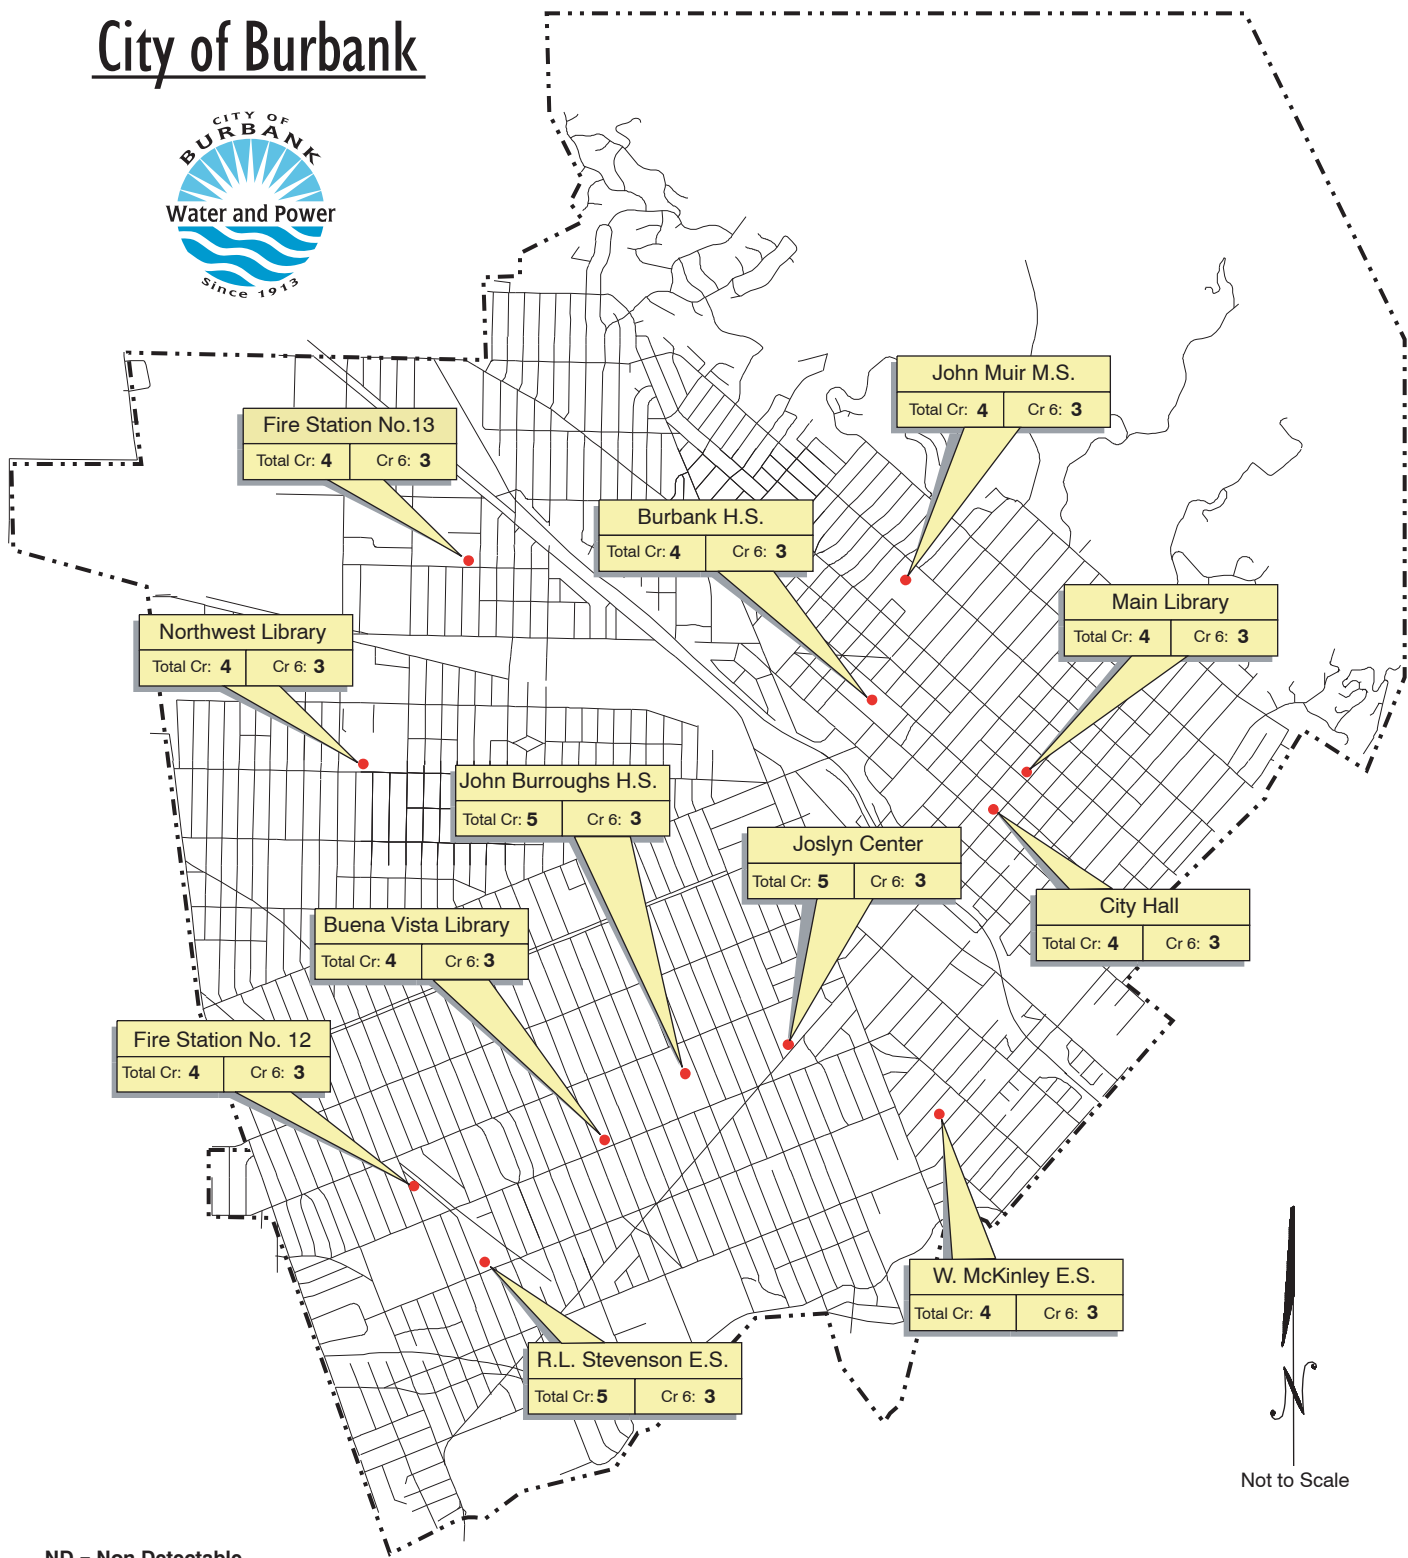 City of Burbank
CITY OF
BURBANK
Water and Power
Since 1913
John Muir M.S.
Total Cr: 4 Cr 6: 3
Fire Station No.13
Total Cr: 4 Cr 6: 3
Burbank H.S.
Total Cr: 4 Cr 6: 3
Main Library
Total Cr: 4 Cr 6: 3
Northwest Library
Total Cr: 4 Cr 6: 3
John Burroughs H.S.
Total Cr: 5 Cr 6: 3
Joslyn Center
Total Cr: 5 Cr 6: 3
City Hall
Total Cr: 4 Cr 6: 3
Buena Vista Library
Total Cr: 4 Cr 6: 3
Fire Station No. 12
Total Cr: 4 Cr 6: 3
W. McKinley E.S.
Total Cr: 4 Cr 6: 3
R.L. Stevenson E.S.
Total Cr: 5 Cr 6: 3
N
Not to Scale
ND = Non Detectable